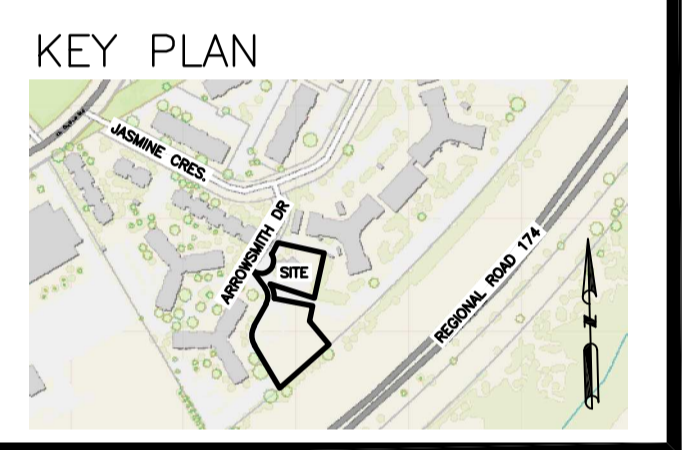 KEY PLAN
JASMINE CRES.
ARROWSMITH DR
SITE
REGIONAL ROAD 174
N